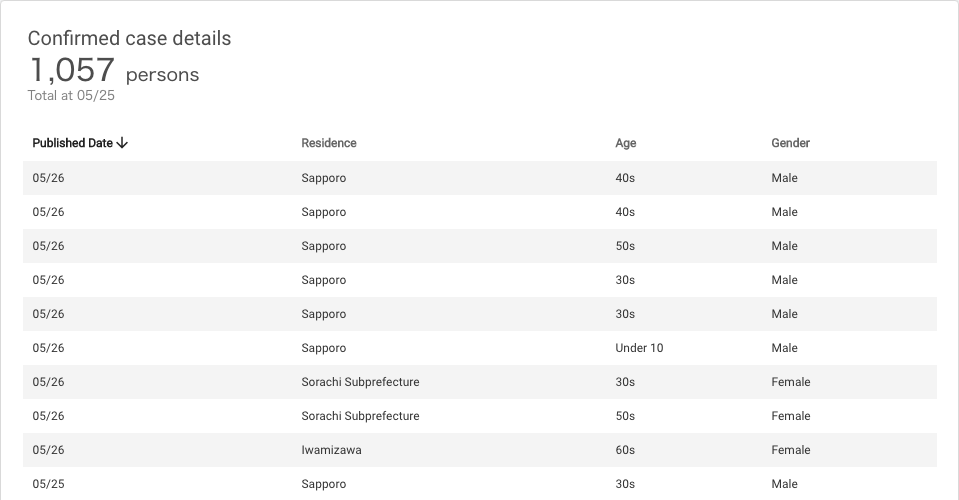 Confirmed case details
1,057 persons
Total at 05/25
Published Date Residence Age Gender
05/26 Sapporo 40s Male
05/26 Sapporo 40s Male
05/26 Sapporo 50s Male
05/26 Sapporo 30s Male
05/26 Sapporo 30s Male
05/26 Sapporo Under 10 Male
05/26 Sorachi Subprefecture 30s Female
05/26 Sorachi Subprefecture 50s Female
05/26 Iwamizawa 60s Female
05/25 Sapporo 30s Male